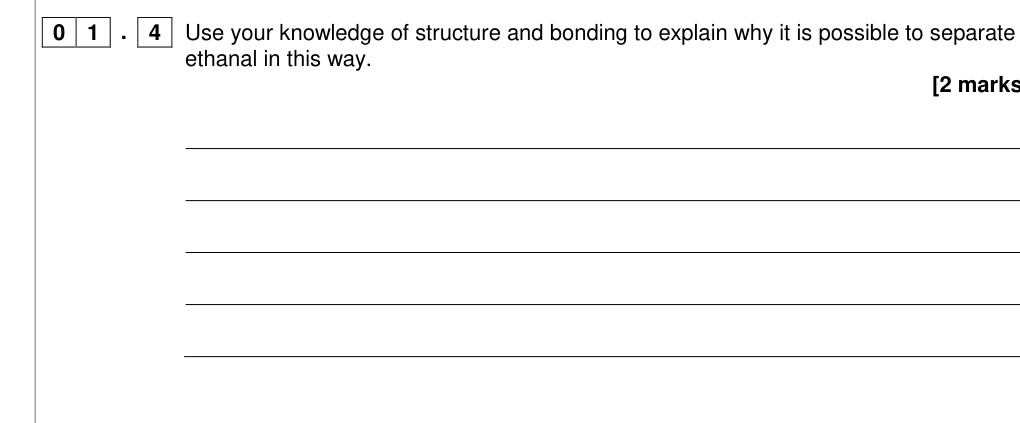 0 1 . 4 Use your knowledge of structure and bonding to explain why it is possible to separate
ethanal in this way.
[2 marks